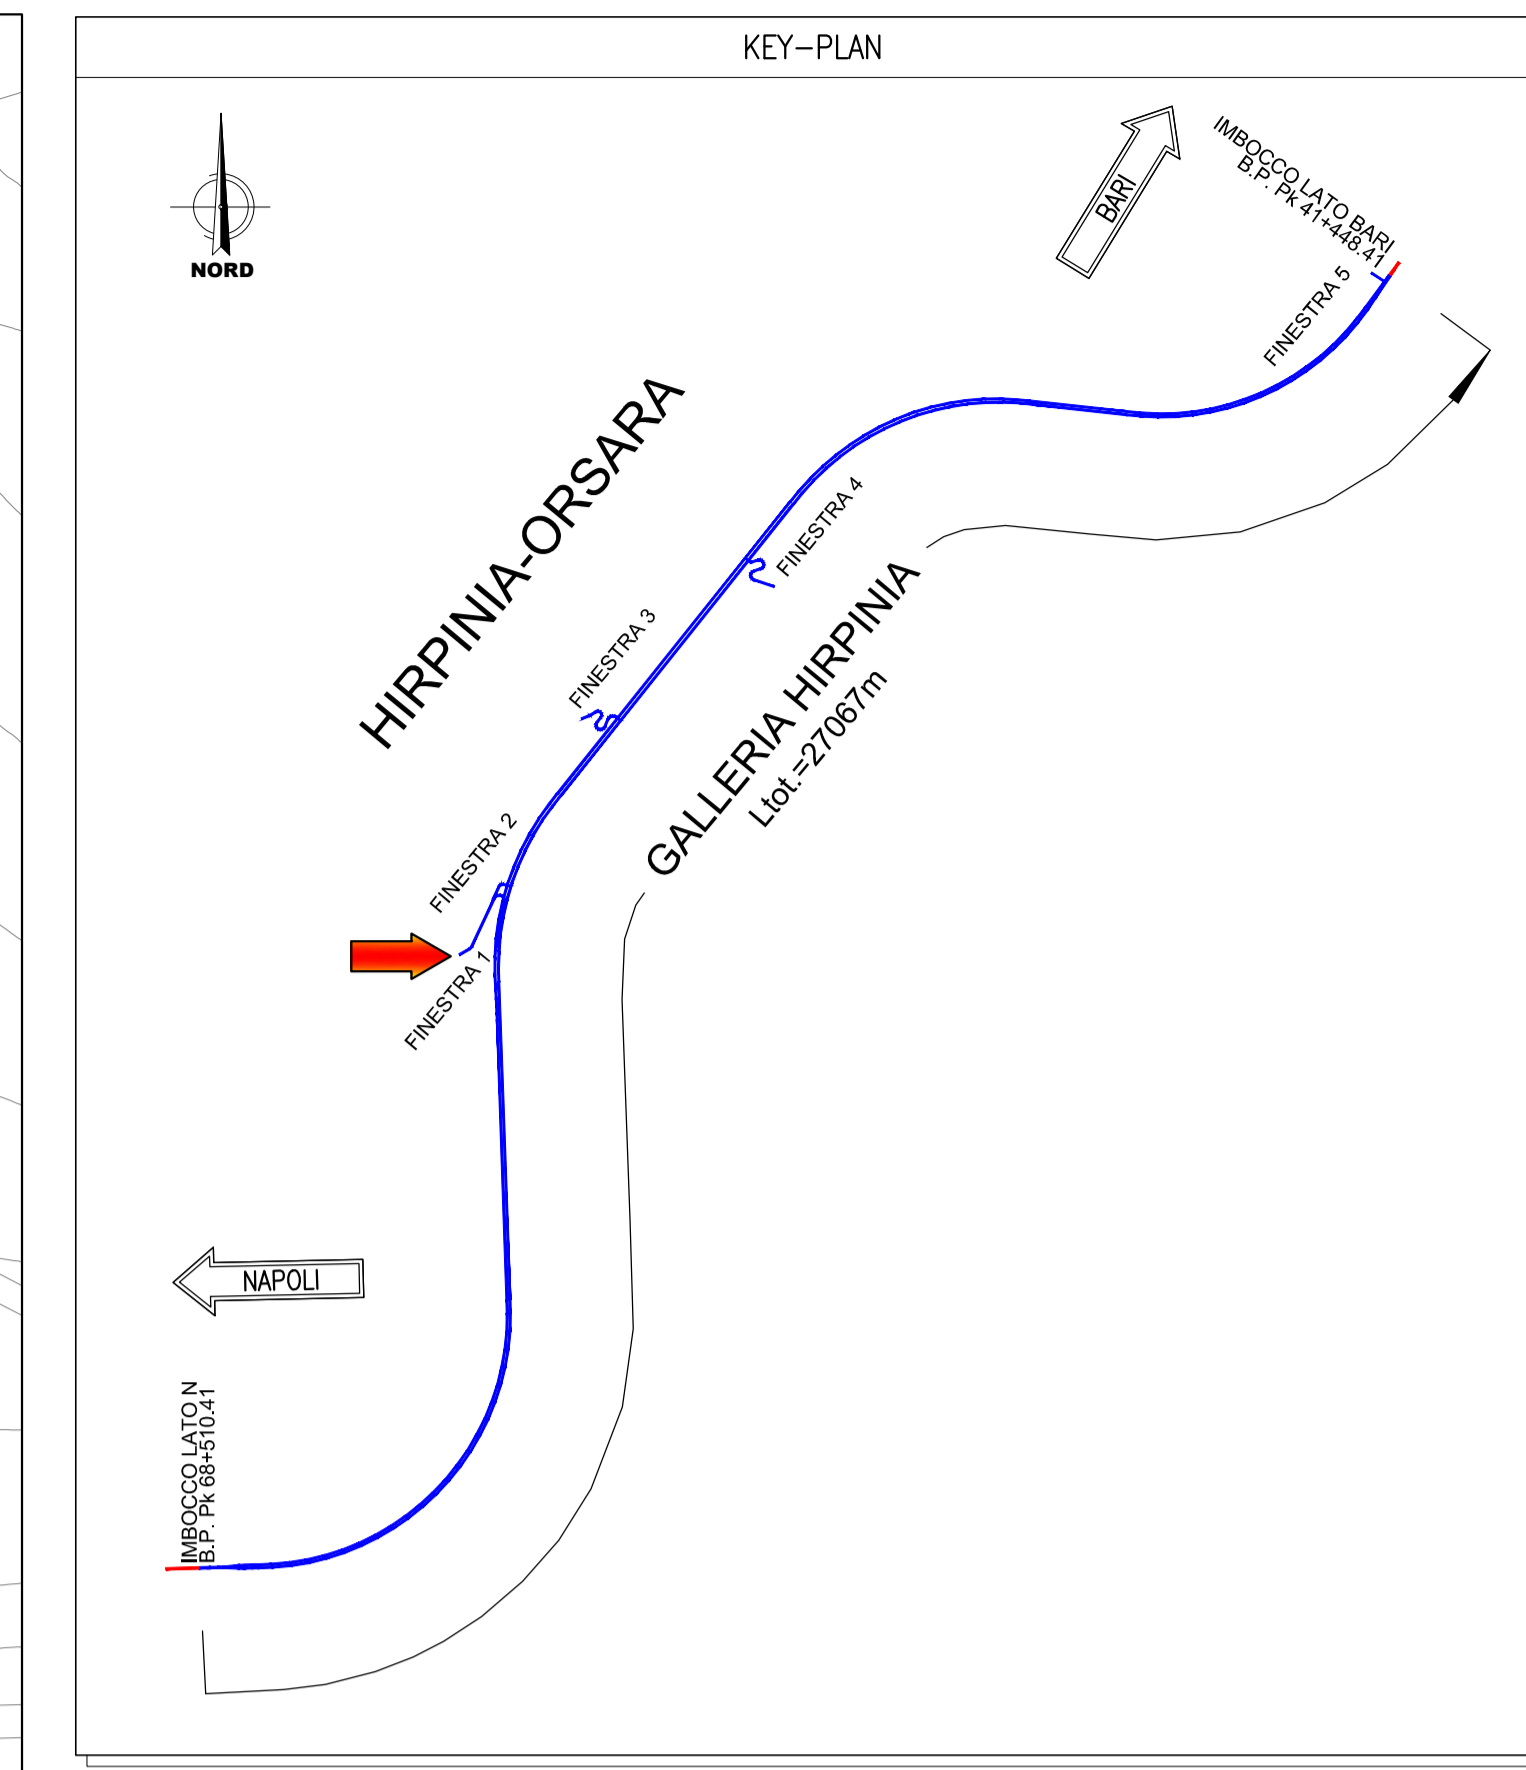 KEY-PLAN
NORD
BARI
IMBOCCO LATO BARI
B.P. Pk 41+448.41
FINESTRA 5
HIRPINIA-ORSARA
FINESTRA 4
FINESTRA 3
GALLERIA HIRPINIA
Ltot.=27067m
FINESTRA 2
FINESTRA 1
NAPOLI
IMBOCCO LATO N
B.P. Pk 68+510.41